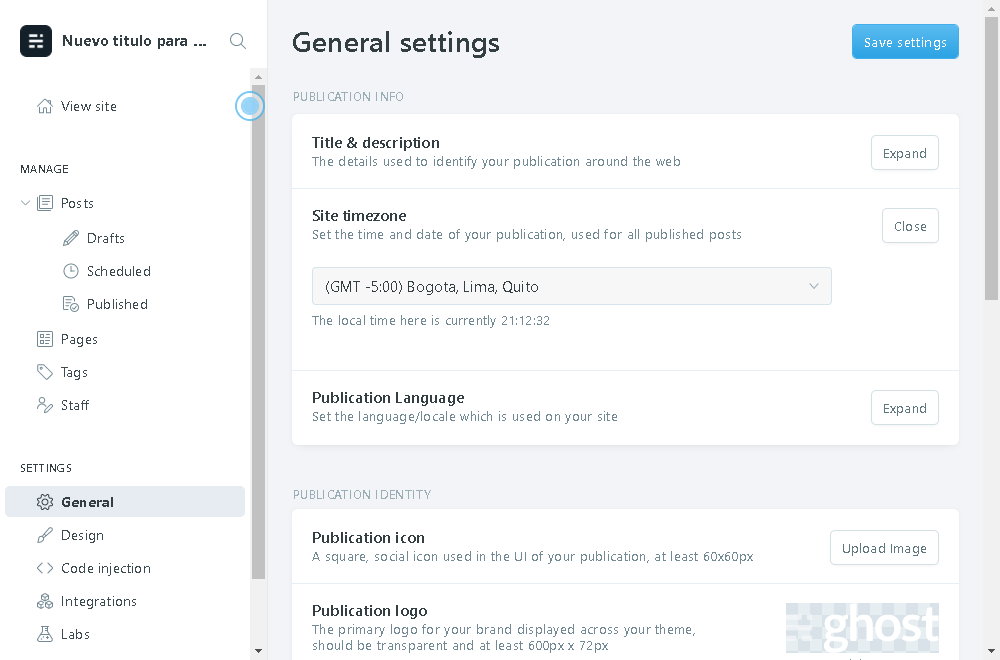 Nuevo titulo para ...
View site
MANAGE
Posts
Drafts
Scheduled
Published
Pages
Tags
Staff
SETTINGS
General
Design
Code injection
Integrations
Labs
General settings
Save settings
PUBLICATION INFO
Title & description
The details used to identify your publication around the web
Expand
Site timezone
Set the time and date of your publication, used for all published posts
Close
(GMT -5:00) Bogota, Lima, Quito
The local time here is currently 21:12:32
Publication Language
Set the language/locale which is used on your site
Expand
PUBLICATION IDENTITY
Publication icon
A square, social icon used in the UI of your publication, at least 60x60px
Upload Image
Publication logo
The primary logo for your brand displayed across your theme,
should be transparent and at least 600px x 72px
ghost